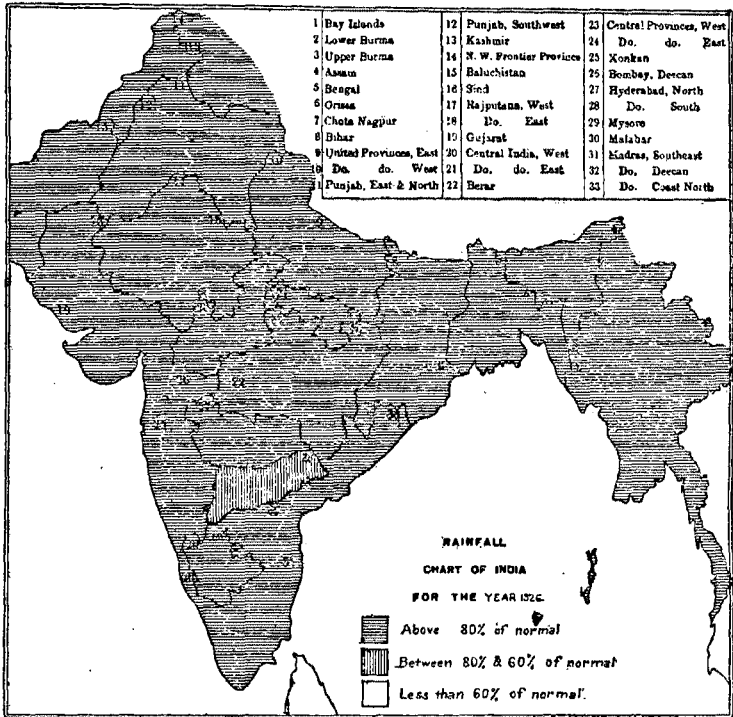 1 Bay Islands
2 Lower Burma
3 Upper Burma
4 Assam
5 Bengal
6 Orissa
7 Chota Nagpur
8 Bihar
9 United Provinces, East
10 Do. do. West
11 Punjab, East & North
12 Punjab, Southwest
13 Kashmir
14 N. W. Frontier Province
15 Baluchistan
16 Sind
17 Rajputana, West
18 Do. East
19 Gujarat
20 Central India, West
21 Do. do. East
22 Berar
23 Central Provinces, West
24 Do. do. East
25 Konkan
26 Bombay, Deccan
27 Hyderabad, North
28 Do. South
29 Mysore
30 Malabar
31 Madras, Southeast
32 Do. Deccan
33 Do. Coast North
RAINFALL
CHART OF INDIA
FOR THE YEAR 1926
Above 80% of normal
Between 80% & 60% of normal
Less than 60% of normal.